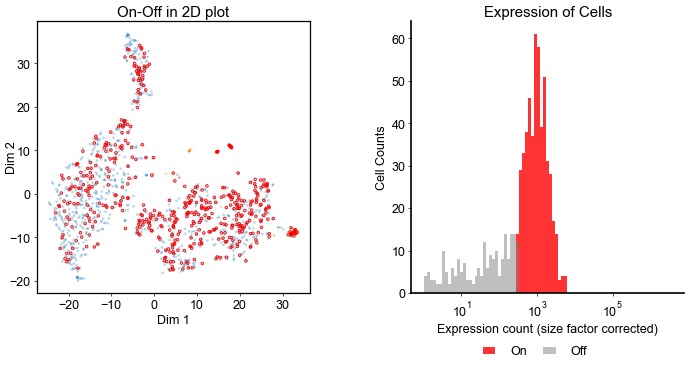 On-Off in 2D plot
Dim 2
40
30
20
10
0
−10
−20
−20 −10 0 10 20 30
Dim 1
Expression of Cells
Cell Counts
60
50
40
30
20
10
0
10^1 10^3 10^5
Expression count (size factor corrected)
On Off